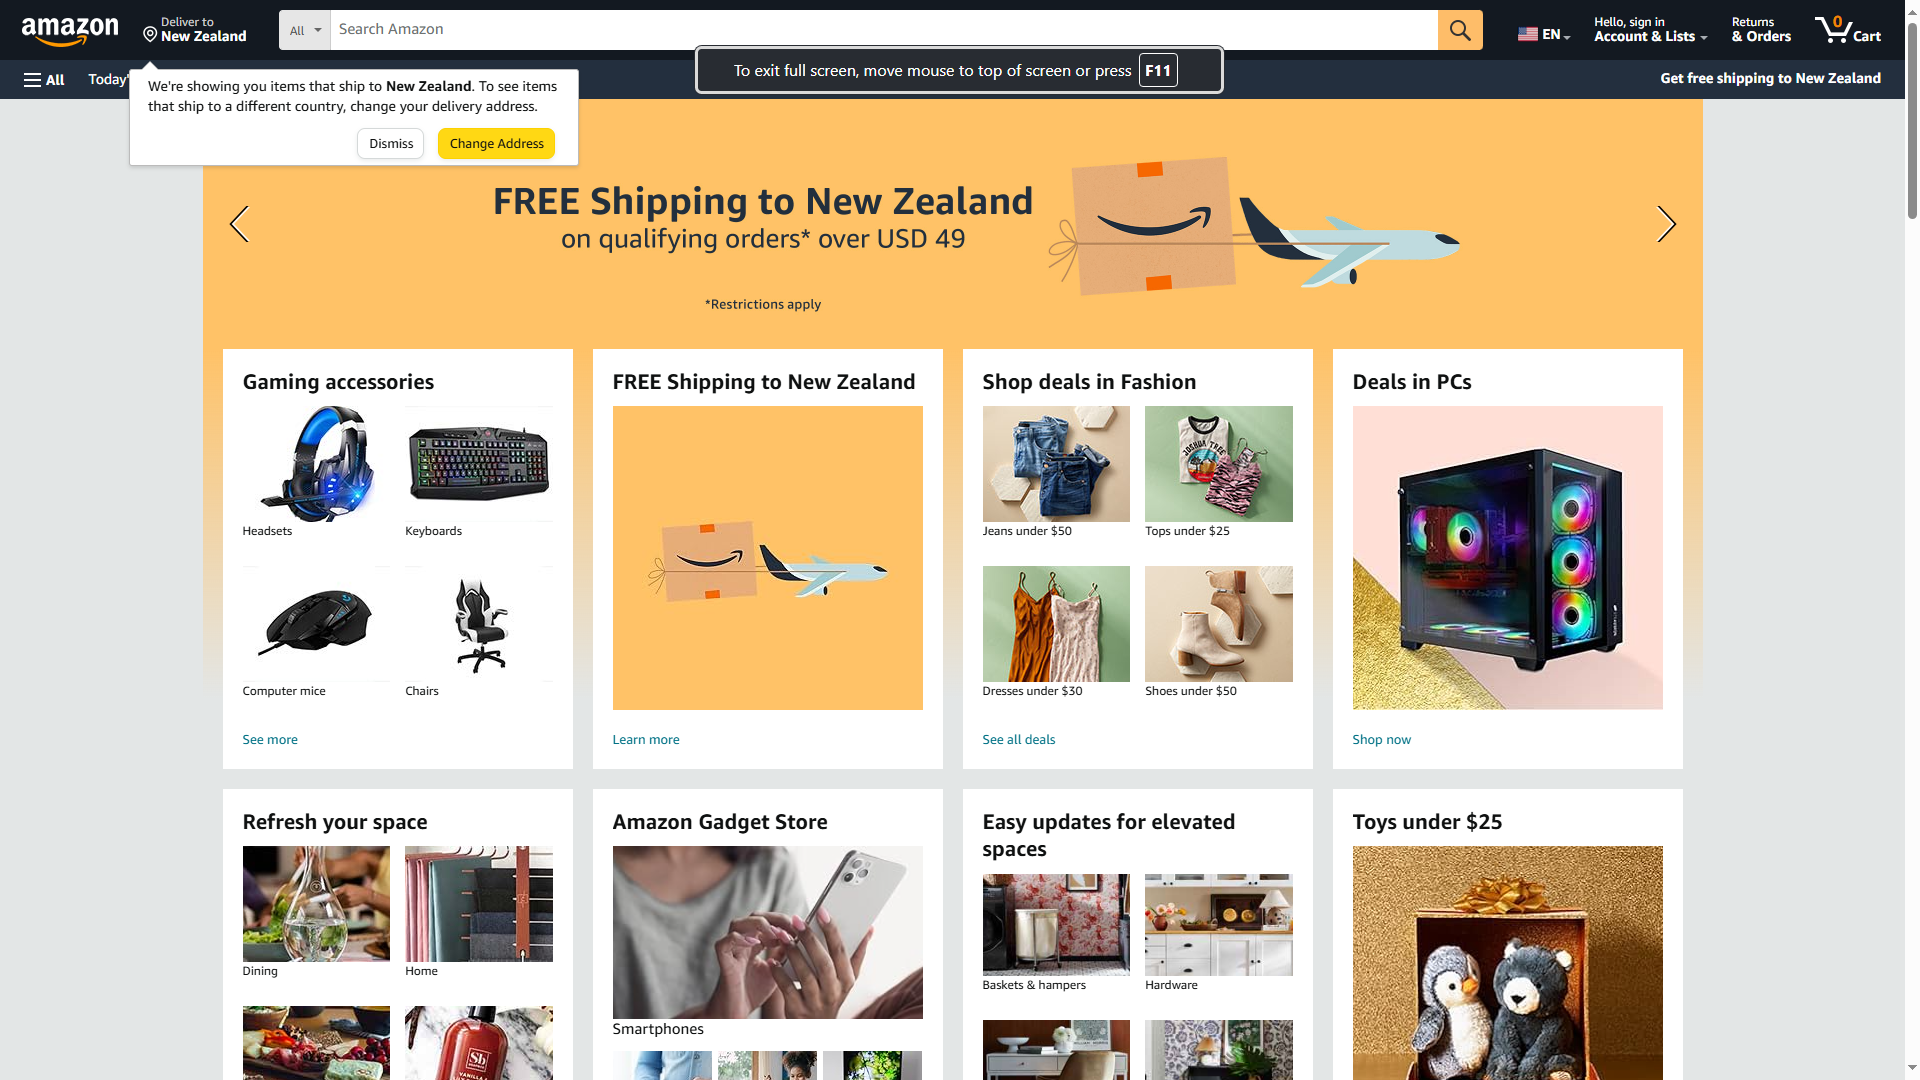 amazon
Deliver to
New Zealand
All
Search Amazon
EN
Hello, sign in
Account & Lists
Returns
& Orders
0
Cart
All
Today'
Get free shipping to New Zealand
We're showing you items that ship to New Zealand. To see items
that ship to a different country, change your delivery address.
Dismiss
Change Address
To exit full screen, move mouse to top of screen or press F11
FREE Shipping to New Zealand
on qualifying orders* over USD 49
*Restrictions apply
Gaming accessories
Headsets
Keyboards
Computer mice
Chairs
See more
FREE Shipping to New Zealand
Learn more
Shop deals in Fashion
JOSHUA TREE
Jeans under $50
Tops under $25
Dresses under $30
Shoes under $50
See all deals
Deals in PCs
Shop now
Refresh your space
Dining
Home
Sb
Amazon Gadget Store
Smartphones
Easy updates for elevated
spaces
Baskets & hampers
Hardware
Toys under $25